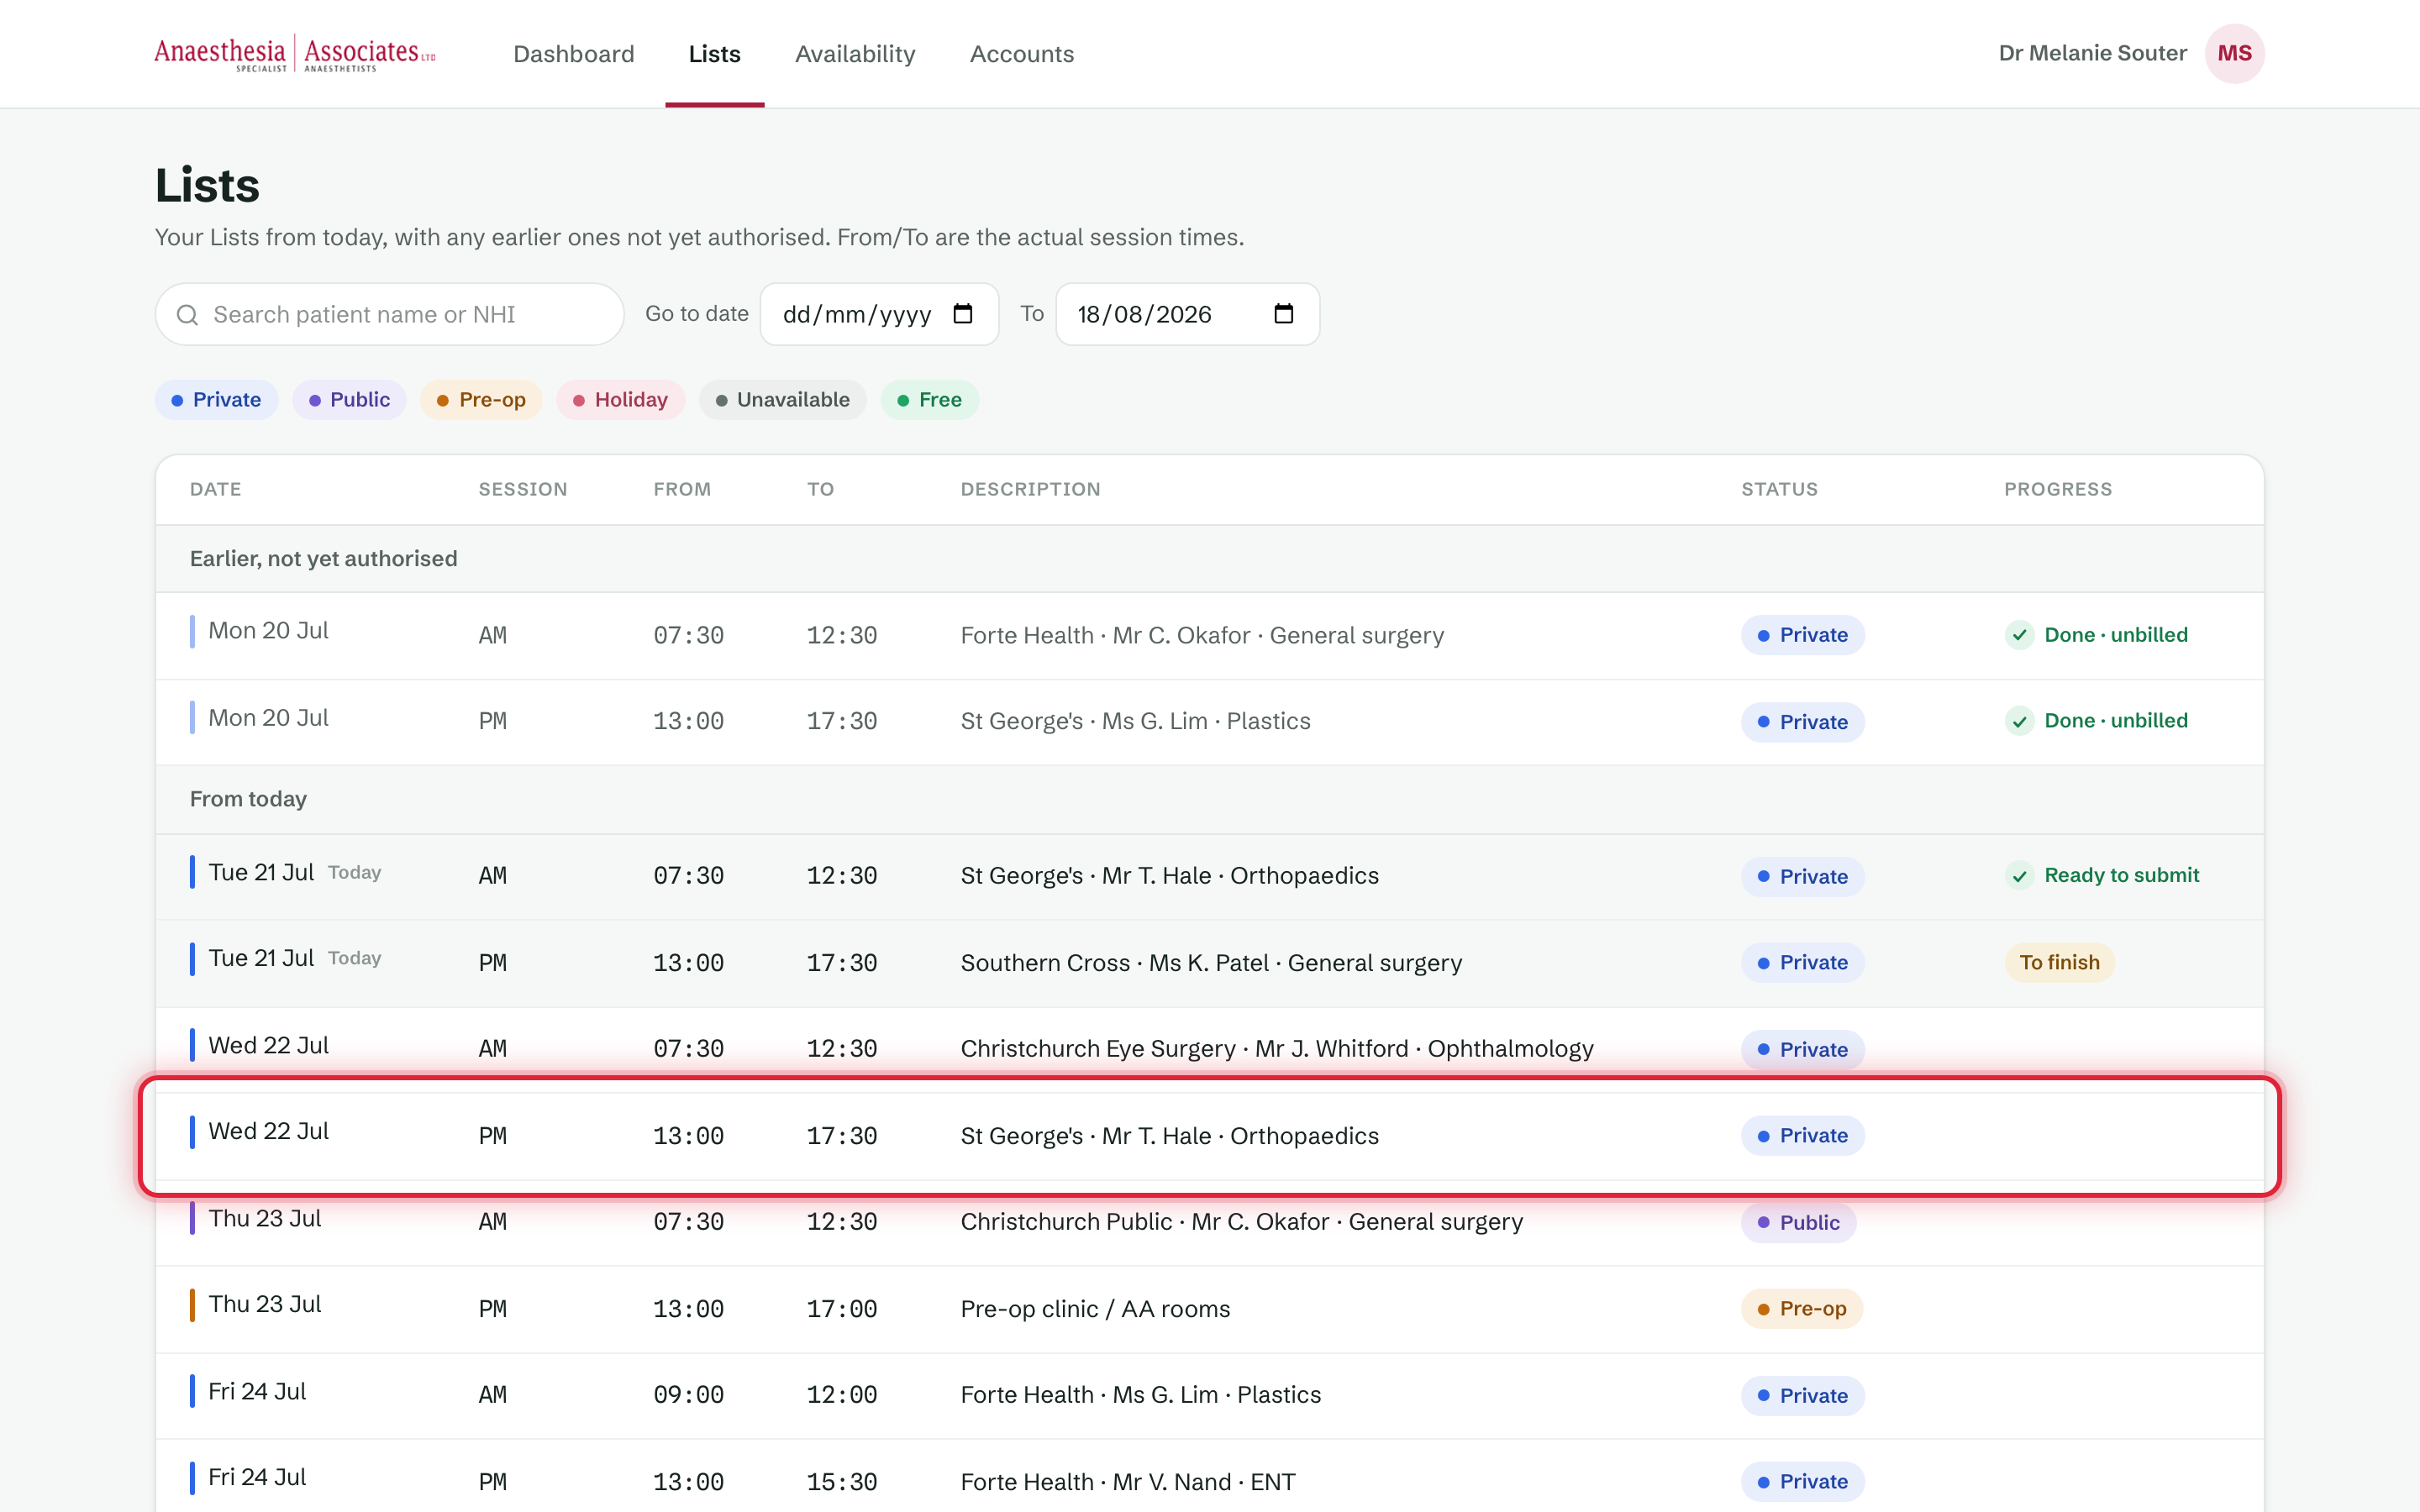 Anaesthesia Associates LTD
SPECIALIST ANAESTHETISTS
Dashboard Lists Availability Accounts
Dr Melanie Souter MS
Lists
Your Lists from today, with any earlier ones not yet authorised. From/To are the actual session times.
Search patient name or NHI Go to date dd/mm/yyyy To 18/08/2026
Private Public Pre-op Holiday Unavailable Free
DATE SESSION FROM TO DESCRIPTION STATUS PROGRESS
Earlier, not yet authorised
Mon 20 Jul AM 07:30 12:30 Forte Health · Mr C. Okafor · General surgery Private Done · unbilled
Mon 20 Jul PM 13:00 17:30 St George's · Ms G. Lim · Plastics Private Done · unbilled
From today
Tue 21 Jul Today AM 07:30 12:30 St George's · Mr T. Hale · Orthopaedics Private Ready to submit
Tue 21 Jul Today PM 13:00 17:30 Southern Cross · Ms K. Patel · General surgery Private To finish
Wed 22 Jul AM 07:30 12:30 Christchurch Eye Surgery · Mr J. Whitford · Ophthalmology Private
Wed 22 Jul PM 13:00 17:30 St George's · Mr T. Hale · Orthopaedics Private
Thu 23 Jul AM 07:30 12:30 Christchurch Public · Mr C. Okafor · General surgery Public
Thu 23 Jul PM 13:00 17:00 Pre-op clinic / AA rooms Pre-op
Fri 24 Jul AM 09:00 12:00 Forte Health · Ms G. Lim · Plastics Private
Fri 24 Jul PM 13:00 15:30 Forte Health · Mr V. Nand · ENT Private